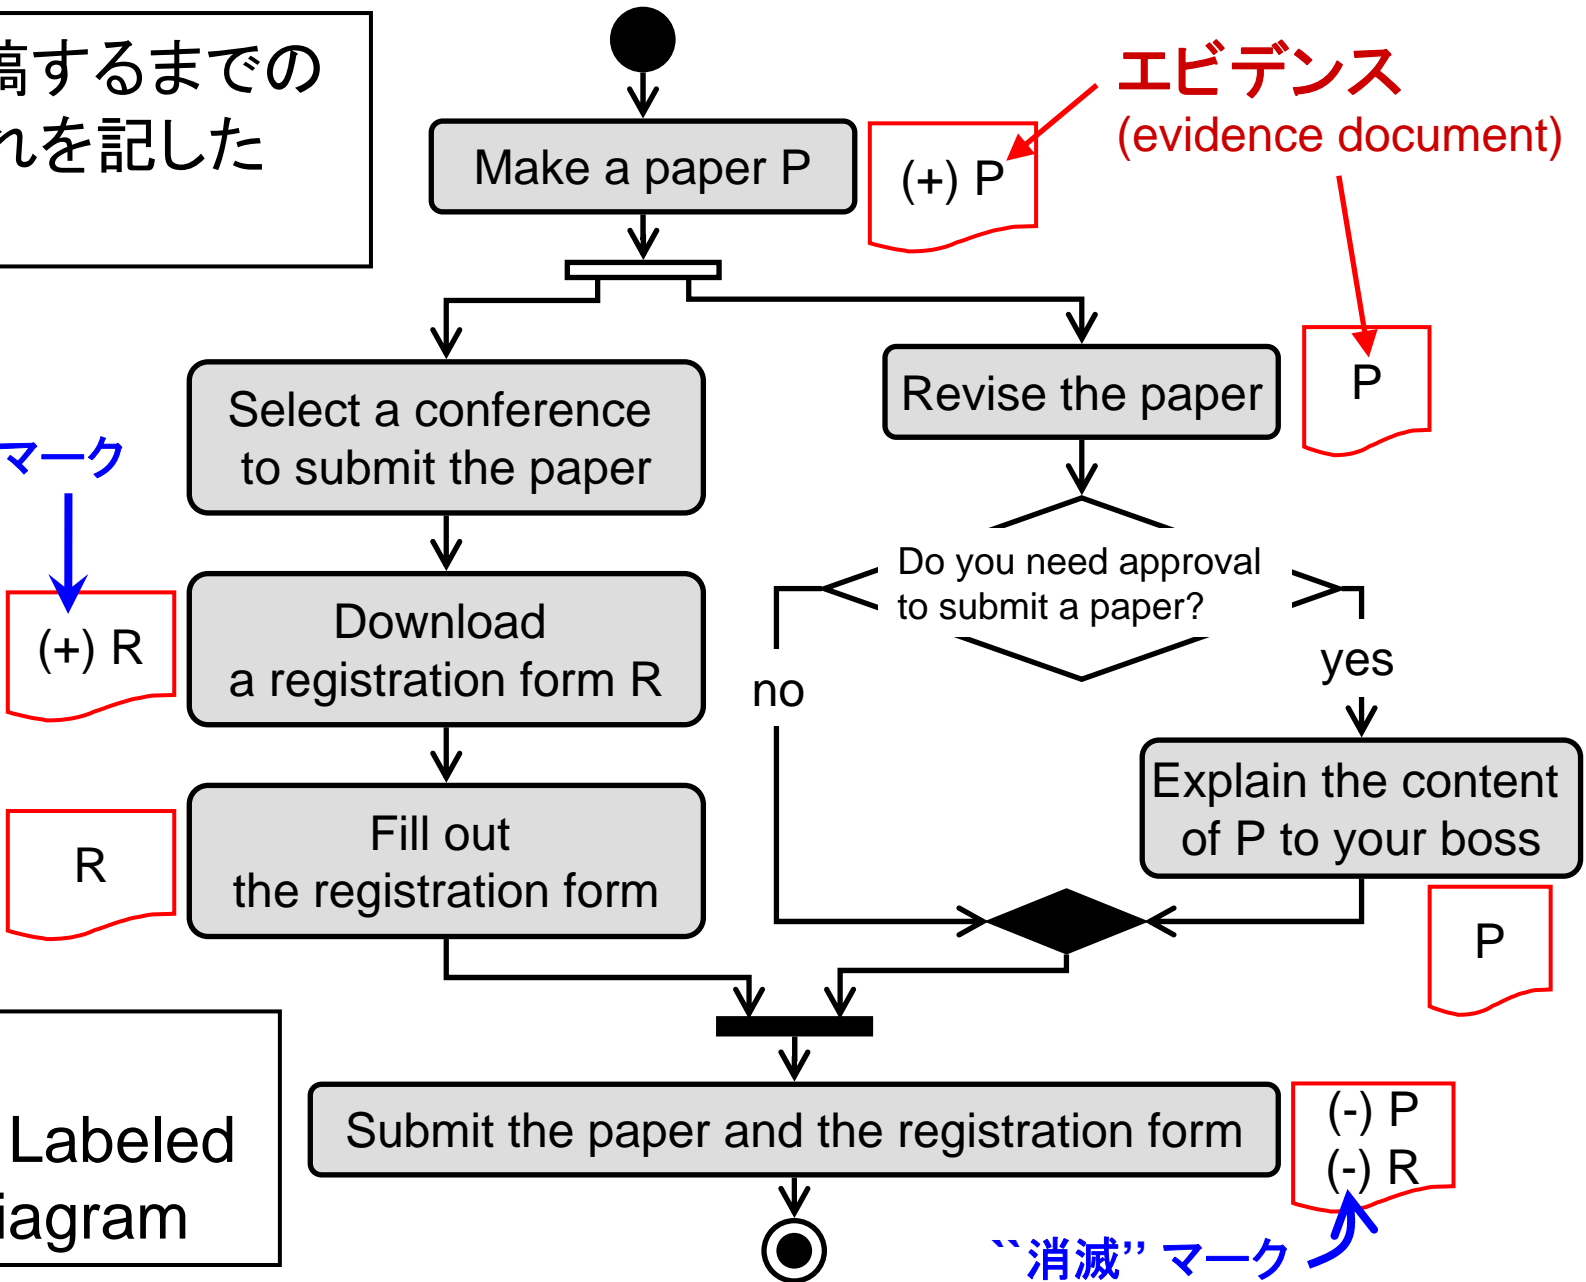 稿するまでの
れを記した
エビデンス
(evidence document)
Make a paper P
(+) P
Select a conference
to submit the paper
Revise the paper
P
マーク
Do you need approval
to submit a paper?
(+) R
Download
a registration form R
no
yes
Explain the content
of P to your boss
R
Fill out
the registration form
P
Labeled
iagram
Submit the paper and the registration form
(-) P
(-) R
``消滅’’ マーク